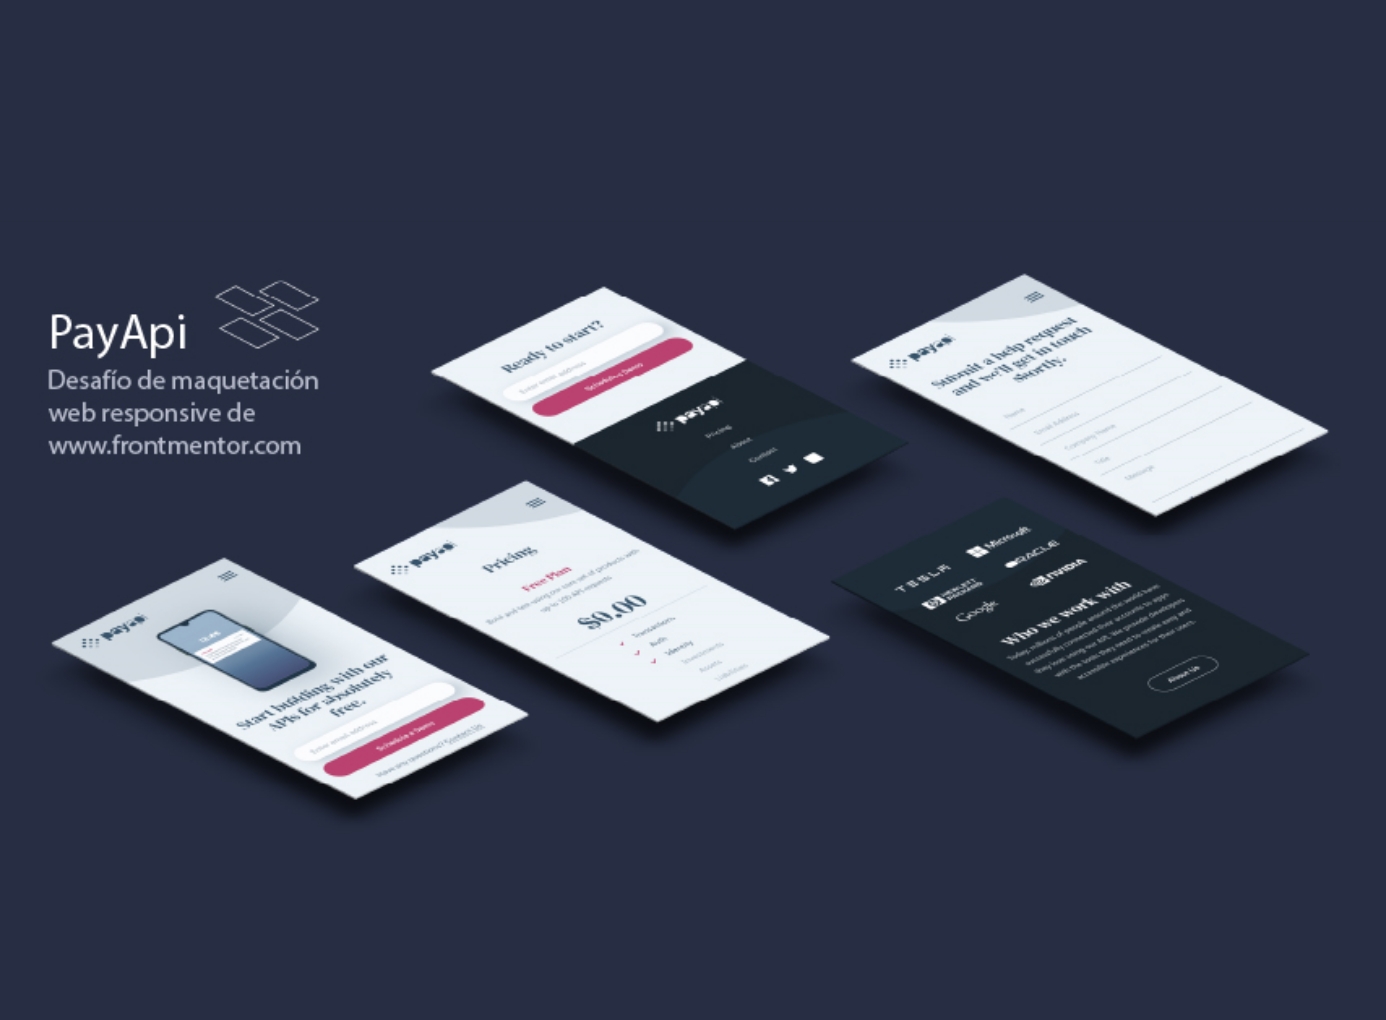 PayApi
Desafío de maquetación
web responsive de
www.frontmentor.com
Ready to start?
Enter email address
Schedule a Demo
payapi
Pricing
About
Contact
payapi
Submit a help request
and we'll get in touch
shortly.
Name
Email Address
Company Name
Title
Message
payapi
Pricing
Free Plan
Build and test using our core set of products with
up to 100 API requests
$0.00
Transactions
Auth
Identity
Investments
Assets
Liabilities
TESLA
Microsoft
HEWLETT
PACKARD
ORACLE
Google
NVIDIA
Who we work with
Today, millions of people around the world have
successfully connected their accounts to apps
they love using our API. We provide developers
with the tools they need to create easy and
accessible experiences for their users.
About Us
payapi
Start building with our
APIs for absolutely
free.
Enter email address
Schedule a Demo
Have any questions? Contact Us